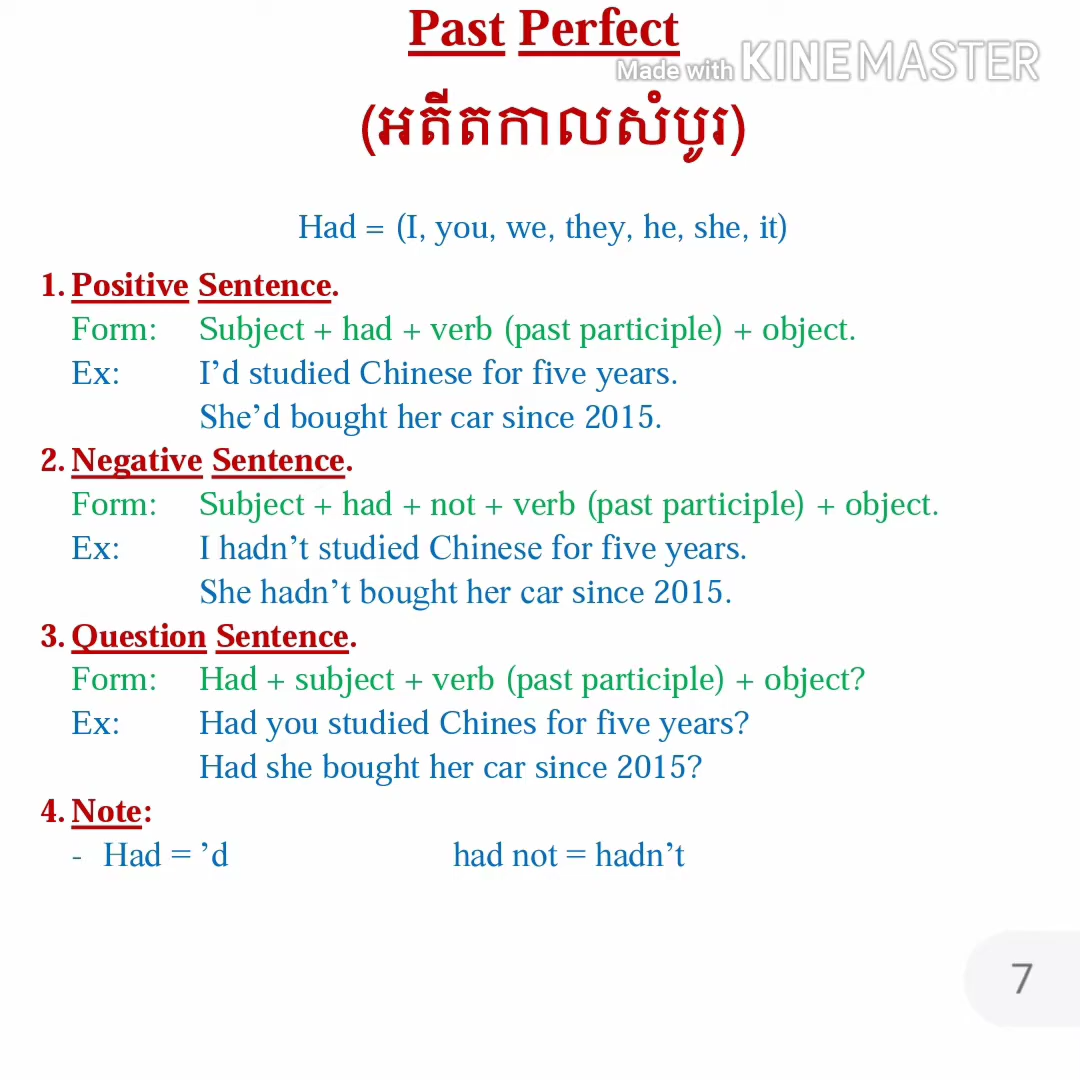 Past Perfect
Made with KINEMASTER
(អតីតកាលសំបូរ)
Had = (I, you, we, they, he, she, it)
1. Positive Sentence.
Form: Subject + had + verb (past participle) + object.
Ex: I’d studied Chinese for five years.
She’d bought her car since 2015.
2. Negative Sentence.
Form: Subject + had + not + verb (past participle) + object.
Ex: I hadn’t studied Chinese for five years.
She hadn’t bought her car since 2015.
3. Question Sentence.
Form: Had + subject + verb (past participle) + object?
Ex: Had you studied Chines for five years?
Had she bought her car since 2015?
4. Note:
- Had = ’d had not = hadn’t
7